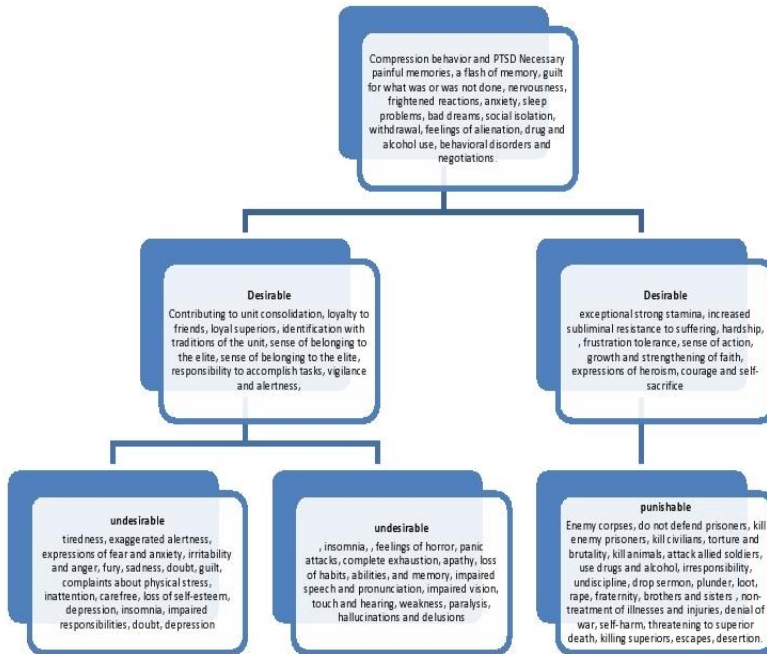 Compression behavior and PTSD Necessary
painful memories, a flash of memory, guilt
for what was or was not done, nervousness,
frightened reactions, anxiety, sleep
problems, bad dreams, social isolation,
withdrawal, feelings of alienation, drug and
alcohol use, behavioral disorders and
negotiations.
Desirable
Contributing to unit consolidation, loyalty to
friends, loyal superiors, identification with
traditions of the unit, sense of belonging to
the elite, sense of belonging to the elite,
responsibility to accomplish tasks, vigilance
and alertness,
Desirable
exceptional strong stamina, increased
subliminal resistance to suffering, hardship,
, frustration tolerance, sense of action,
growth and strengthening of faith,
expressions of heroism, courage and self-
sacrifice
undesirable
tiredness, exaggerated alertness,
expressions of fear and anxiety, irritability
and anger, fury, sadness, doubt, guilt,
complaints about physical stress,
inattention, carefree, loss of self-esteem,
depression, insomnia, impaired
responsibilities, doubt, depression
undesirable
, insomnia, , feelings of horror, panic
attacks, complete exhaustion, apathy, loss
of habits, abilities, and memory, impaired
speech and pronunciation, impaired vision,
touch and hearing, weakness, paralysis,
hallucinations and delusions
punishable
Enemy corpses, do not defend prisoners, kill
enemy prisoners, kill civilians, torture and
brutality, kill animals, attack allied soldiers,
use drugs and alcohol, irresponsibility,
undiscipline, drop sermon, plunder, loot,
rape, fraternity, brothers and sisters , non-
treatment of illnesses and injuries, denial of
war, self-harm, threatening to superior
death, killing superiors, escapes, desertion.